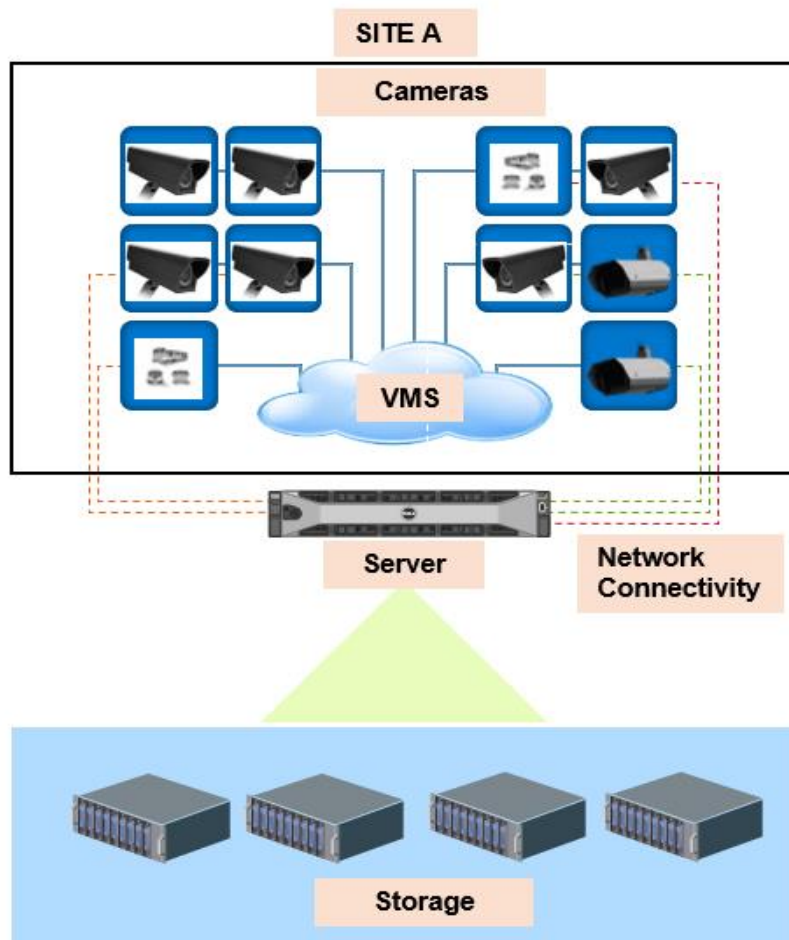 SITE A
Cameras
VMS
Server
Network
Connectivity
Storage